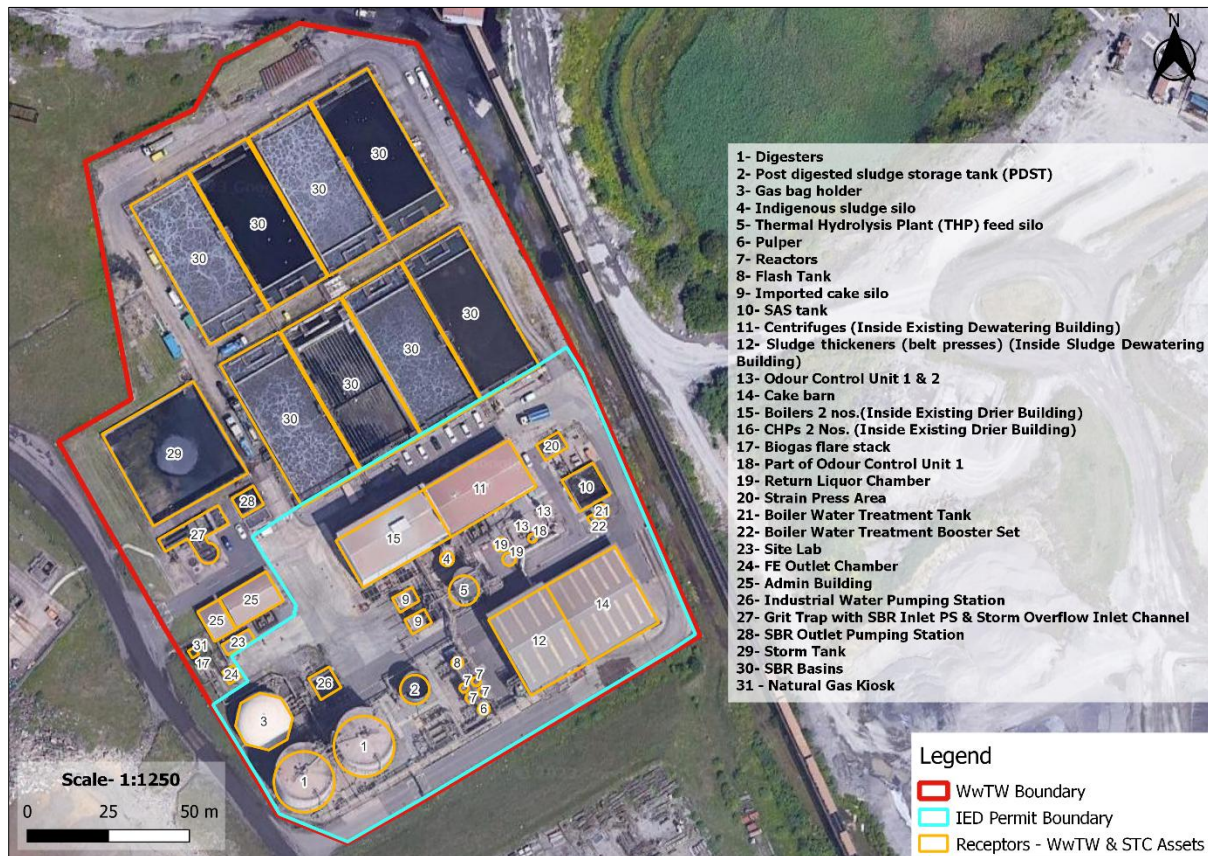 N
30
30
30
30
30
30
30
30
29
28
27
20
10
21
22
11
13
13
18
15
19
19
4
5
9
9
14
12
25
25
23
31
17
24
26
8
2
7
7
7
7
6
3
1
1
1- Digesters
2- Post digested sludge storage tank (PDST)
3- Gas bag holder
4- Indigenous sludge silo
5- Thermal Hydrolysis Plant (THP) feed silo
6- Pulper
7- Reactors
8- Flash Tank
9- Imported cake silo
10- SAS tank
11- Centrifuges (Inside Existing Dewatering Building)
12- Sludge thickeners (belt presses) (Inside Sludge Dewatering
Building)
13- Odour Control Unit 1 & 2
14- Cake barn
15- Boilers 2 nos.(Inside Existing Drier Building)
16- CHPs 2 Nos. (Inside Existing Drier Building)
17- Biogas flare stack
18- Part of Odour Control Unit 1
19- Return Liquor Chamber
20- Strain Press Area
21- Boiler Water Treatment Tank
22- Boiler Water Treatment Booster Set
23- Site Lab
24- FE Outlet Chamber
25- Admin Building
26- Industrial Water Pumping Station
27- Grit Trap with SBR Inlet PS & Storm Overflow Inlet Channel
28- SBR Outlet Pumping Station
29- Storm Tank
30- SBR Basins
31 - Natural Gas Kiosk
Scale- 1:1250
0 25 50 m
Legend
WwTW Boundary
IED Permit Boundary
Receptors - WwTW & STC Assets